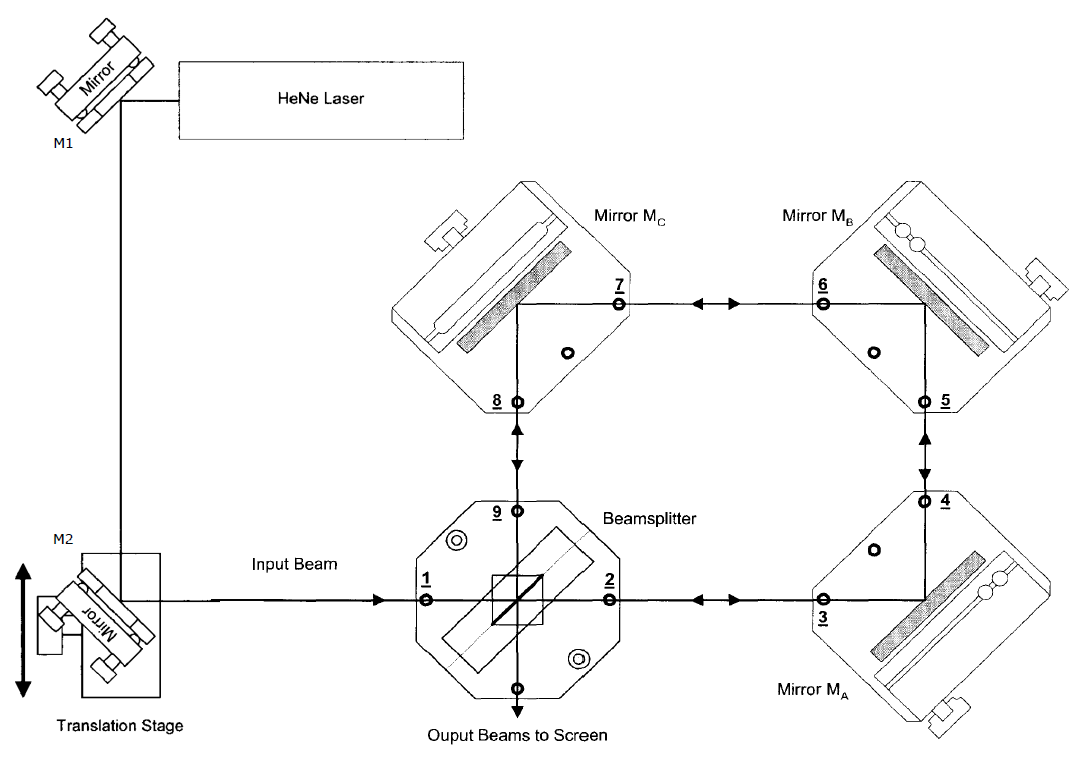 Mirror
HeNe Laser
M1
Mirror M_C
Mirror M_B
7
6
8
5
M2
9
4
Beamsplitter
Input Beam
1
2
3
Mirror
Mirror M_A
Translation Stage
Ouput Beams to Screen